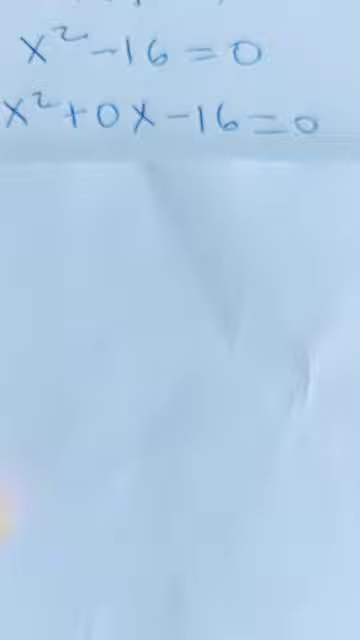 x² - 16 = 0
x² + 0x - 16 = 0